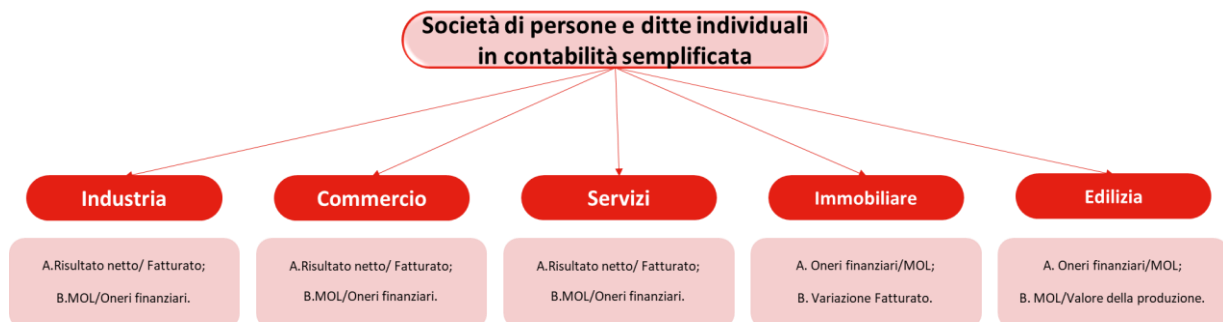 Società di persone e ditte individuali
in contabilità semplificata
Industria
A.Risultato netto/ Fatturato;
B.MOL/Oneri finanziari.
Commercio
A.Risultato netto/ Fatturato;
B.MOL/Oneri finanziari.
Servizi
A.Risultato netto/ Fatturato;
B.MOL/Oneri finanziari.
Immobiliare
A. Oneri finanziari/MOL;
B. Variazione Fatturato.
Edilizia
A. Oneri finanziari/MOL;
B. MOL/Valore della produzione.